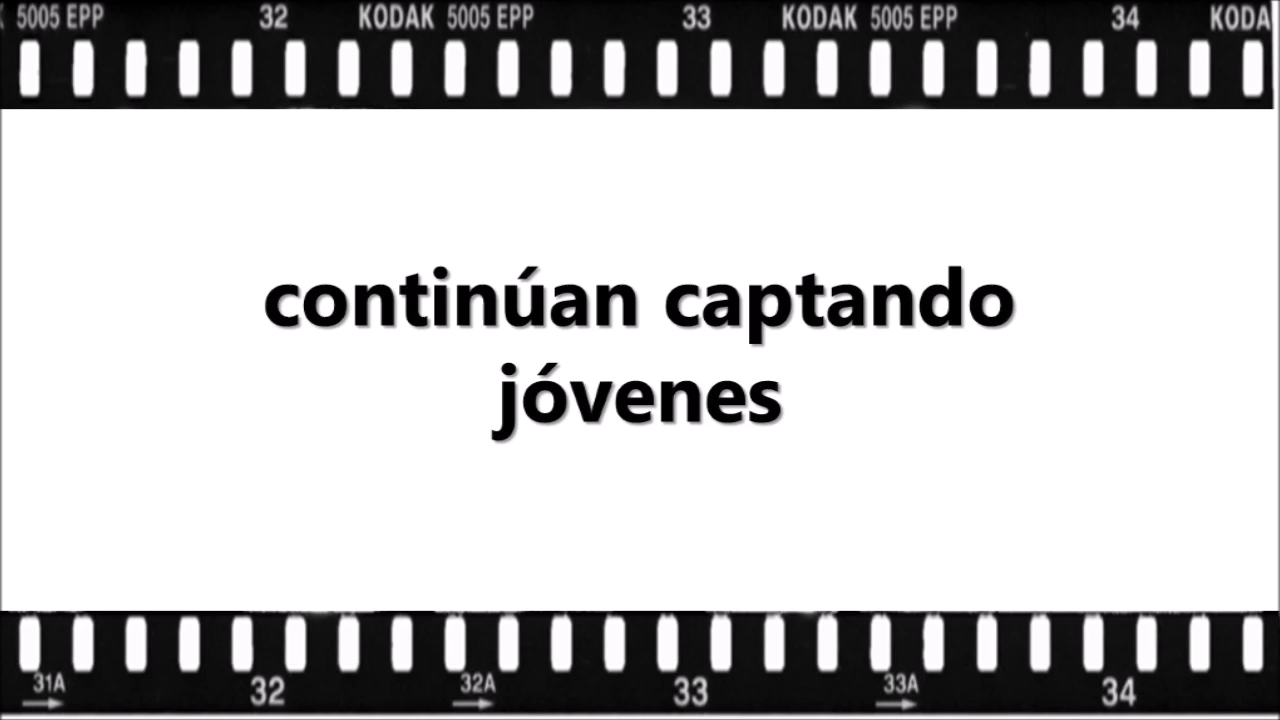 5005 EPP 32 KODAK 5005 EPP 33 KODAK 5005 EPP 34 KODA
continúan captando
jóvenes
31A 32 32A 33 33A 34